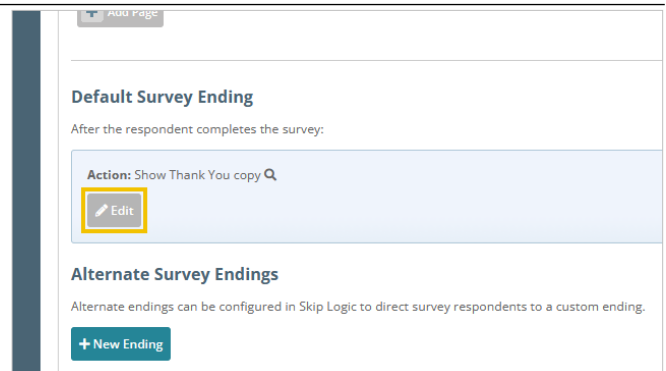 + Add Page
Default Survey Ending
After the respondent completes the survey:
Action: Show Thank You copy
Edit
Alternate Survey Endings
Alternate endings can be configured in Skip Logic to direct survey respondents to a custom ending.
+ New Ending